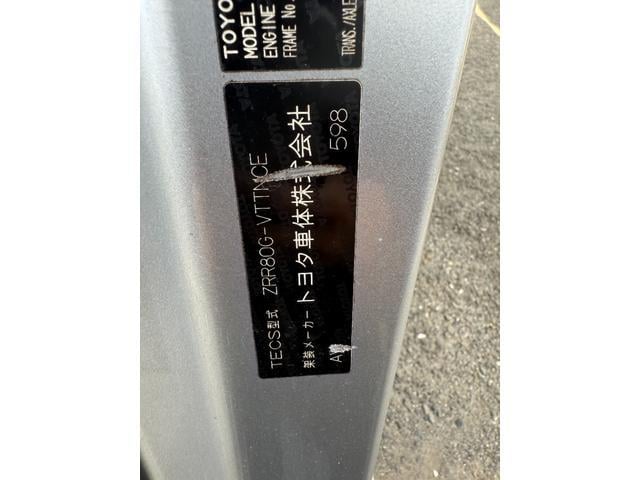 TOYO
MODEL
ENGINE
FRAME No.
TRANS./AXLE
TECS型式 ZRR80G-VTTNCE
架装メーカー トヨタ車体株式会社
A 598